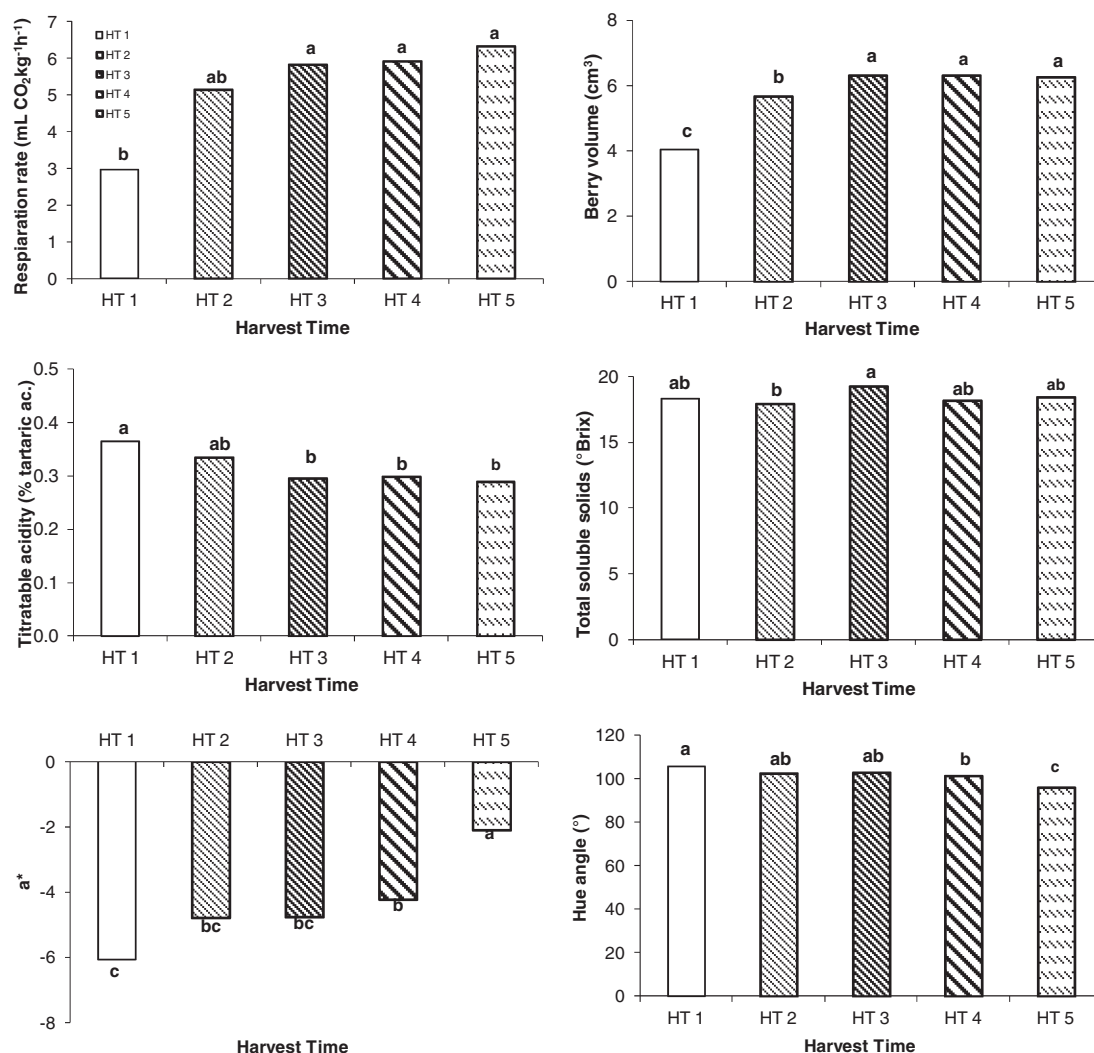 Respiaration rate (mL CO₂kg⁻¹h⁻¹)
7
6
5
4
3
2
1
0
HT 1
HT 2
HT 3
HT 4
HT 5
b
ab
a
a
a
HT 1 HT 2 HT 3 HT 4 HT 5
Harvest Time
Berry volume (cm³)
8
6
4
2
0
c
b
a
a
a
HT 1 HT 2 HT 3 HT 4 HT 5
Harvest Time
Titratable acidity (% tartaric ac.)
0.5
0.4
0.3
0.2
0.1
0.0
a
ab
b
b
b
HT 1 HT 2 HT 3 HT 4 HT 5
Harvest Time
Total soluble solids (°Brix)
20
15
10
5
0
ab
b
a
ab
ab
HT 1 HT 2 HT 3 HT 4 HT 5
Harvest Time
a*
HT 1 HT 2 HT 3 HT 4 HT 5
0
-2
-4
-6
-8
c
bc
bc
b
a
Harvest Time
Hue angle (°)
120
100
80
60
40
20
0
a
ab
ab
b
c
HT 1 HT 2 HT 3 HT 4 HT 5
Harvest Time